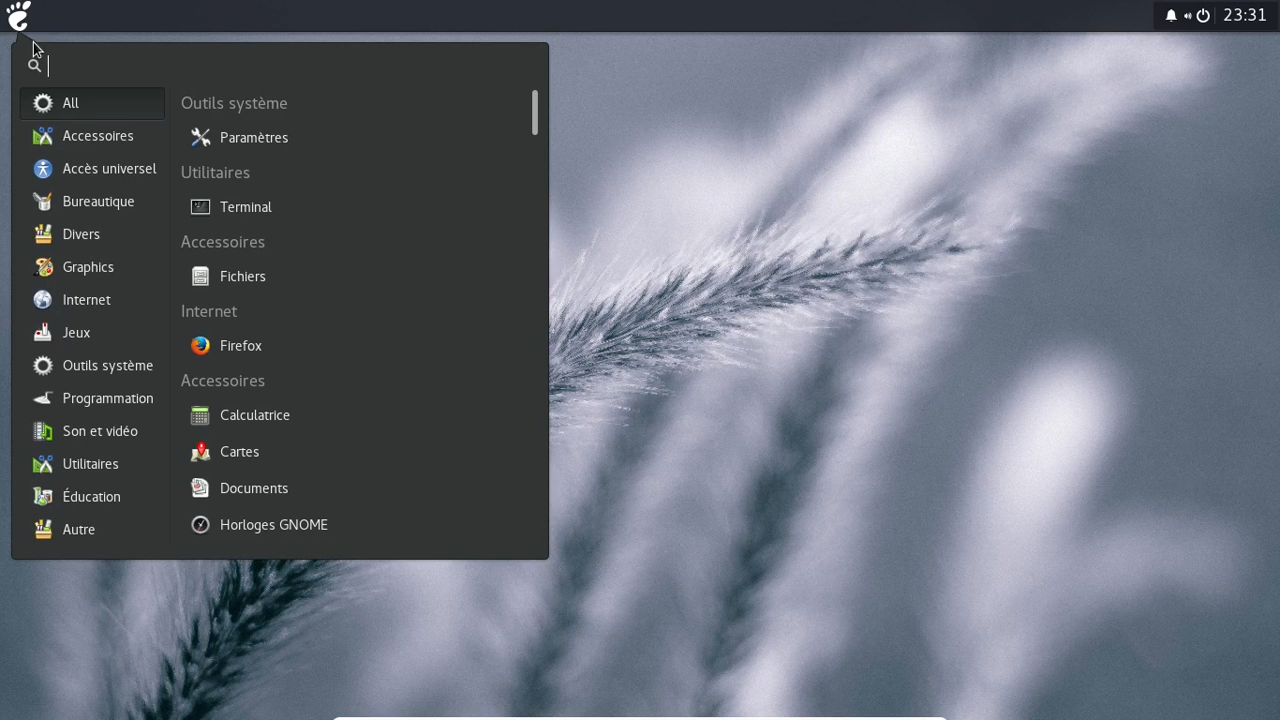 23:31
All
Accessoires
Accès universel
Bureautique
Divers
Graphics
Internet
Jeux
Outils système
Programmation
Son et vidéo
Utilitaires
Éducation
Autre
Outils système
Paramètres
Utilitaires
Terminal
Accessoires
Fichiers
Internet
Firefox
Accessoires
Calculatrice
Cartes
Documents
Horloges GNOME